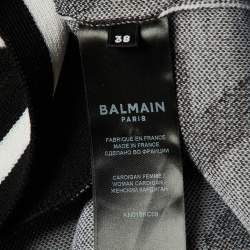 38
BALMAIN
PARIS
FABRIQUE EN FRANCE
MADE IN FRANCE
СДЕЛАНО ВО ФРАНЦИИ
CARDIGAN FEMME
WOMAN CARDIGAN
ЖЕНСКИЙ КАРДИГАН